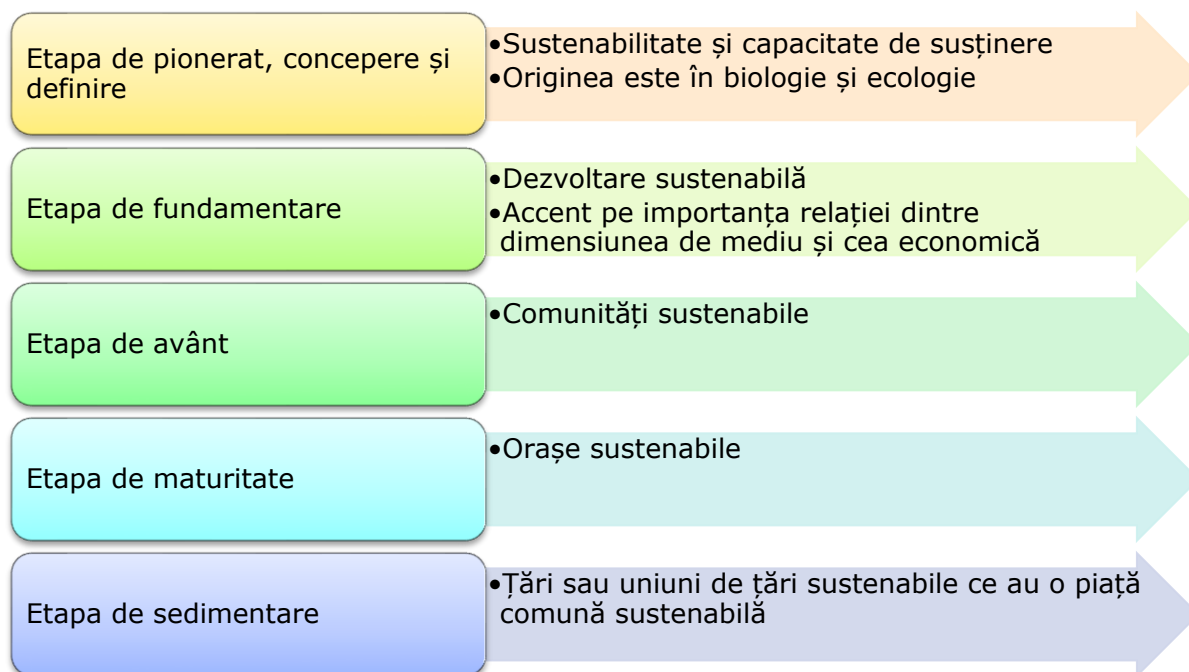 Etapa de pionerat, concepere și
definire
•Sustenabilitate și capacitate de susținere
•Originea este în biologie și ecologie
Etapa de fundamentare
•Dezvoltare sustenabilă
•Accent pe importanța relației dintre
dimensiunea de mediu și cea economică
Etapa de avânt
•Comunități sustenabile
Etapa de maturitate
•Orașe sustenabile
Etapa de sedimentare
•Țări sau uniuni de țări sustenabile ce au o piață
comună sustenabilă